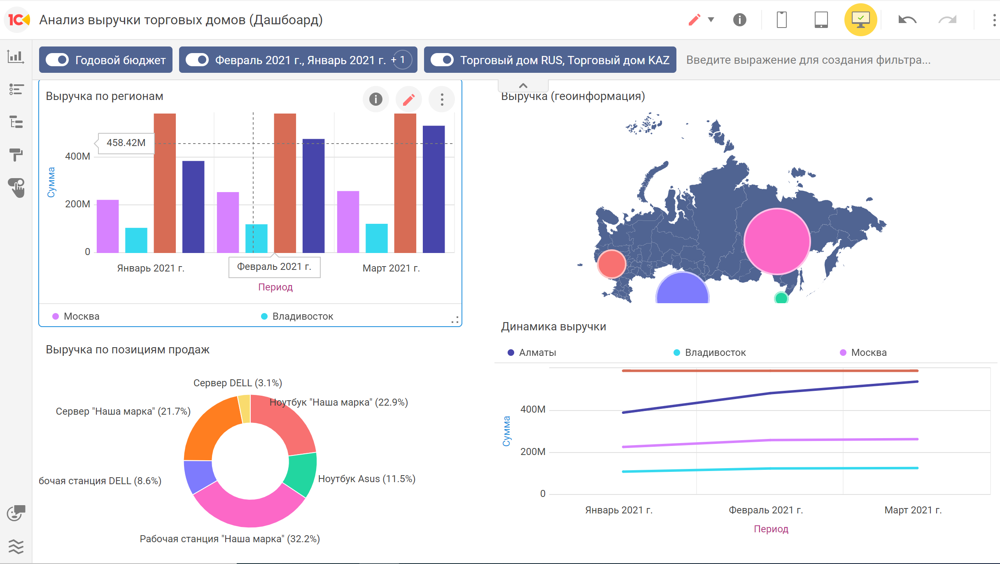 1С Анализ выручки торговых домов (Дашбоард)
Годовой бюджет
Февраль 2021 г., Январь 2021 г. + 1
Торговый дом RUS, Торговый дом KAZ
Введите выражение для создания фильтра...
Выручка по регионам
458.42M
400M
200M
0
Сумма
Январь 2021 г.
Февраль 2021 г.
Март 2021 г.
Период
Москва
Владивосток
Выручка (геоинформация)
Выручка по позициям продаж
Сервер DELL (3.1%)
Ноутбук "Наша марка" (22.9%)
Сервер "Наша марка" (21.7%)
бочая станция DELL (8.6%)
Ноутбук Asus (11.5%)
Рабочая станция "Наша марка" (32.2%)
Динамика выручки
Алматы
Владивосток
Москва
400M
200M
0
Сумма
Январь 2021 г.
Февраль 2021 г.
Март 2021 г.
Период